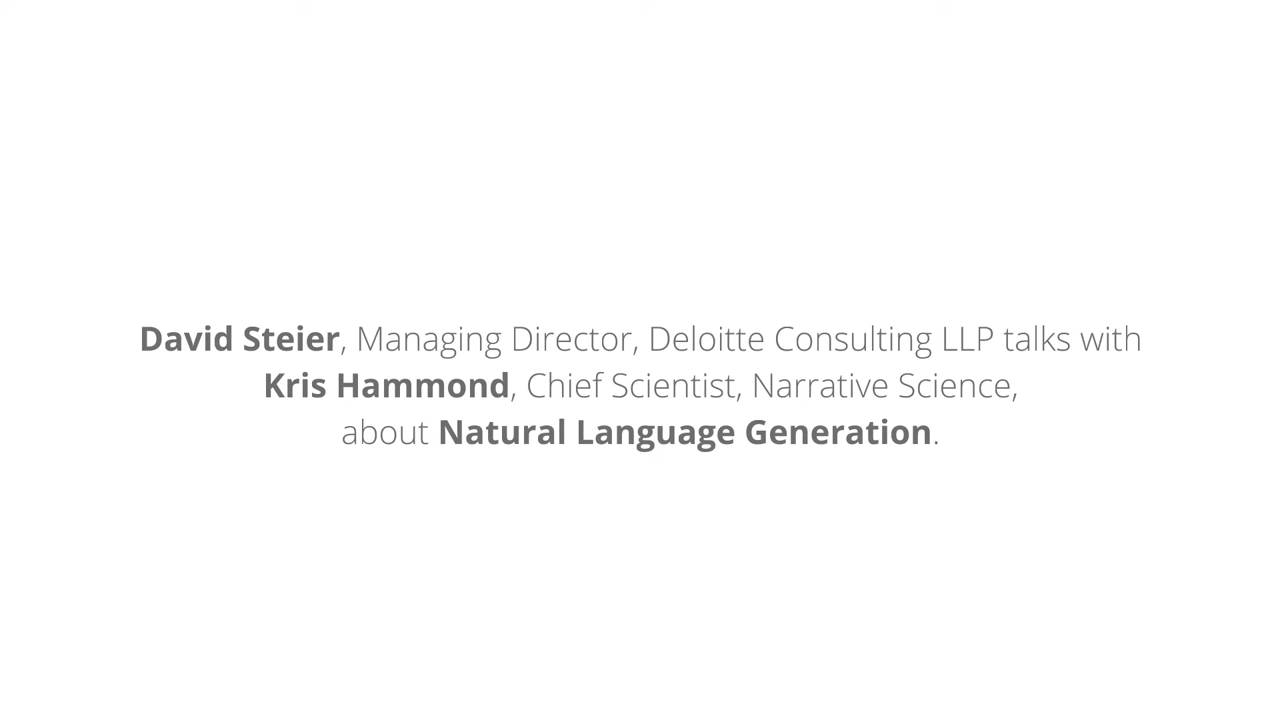 David Steier, Managing Director, Deloitte Consulting LLP talks with
Kris Hammond, Chief Scientist, Narrative Science,
about Natural Language Generation.